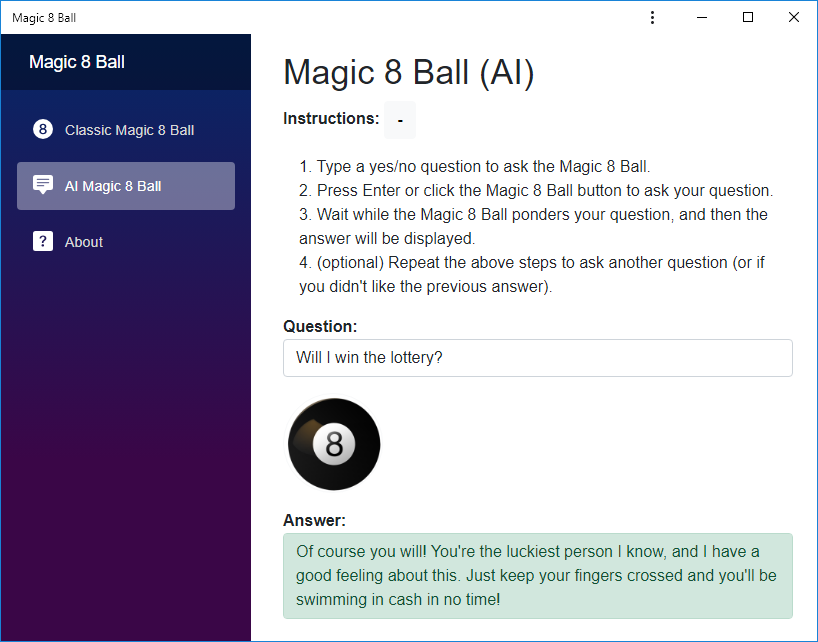 Magic 8 Ball
Magic 8 Ball
8 Classic Magic 8 Ball
AI Magic 8 Ball
? About
Magic 8 Ball (AI)
Instructions: -
1. Type a yes/no question to ask the Magic 8 Ball.
2. Press Enter or click the Magic 8 Ball button to ask your question.
3. Wait while the Magic 8 Ball ponders your question, and then the
answer will be displayed.
4. (optional) Repeat the above steps to ask another question (or if
you didn't like the previous answer).
Question:
Will I win the lottery?
8
Answer:
Of course you will! You're the luckiest person I know, and I have a
good feeling about this. Just keep your fingers crossed and you'll be
swimming in cash in no time!